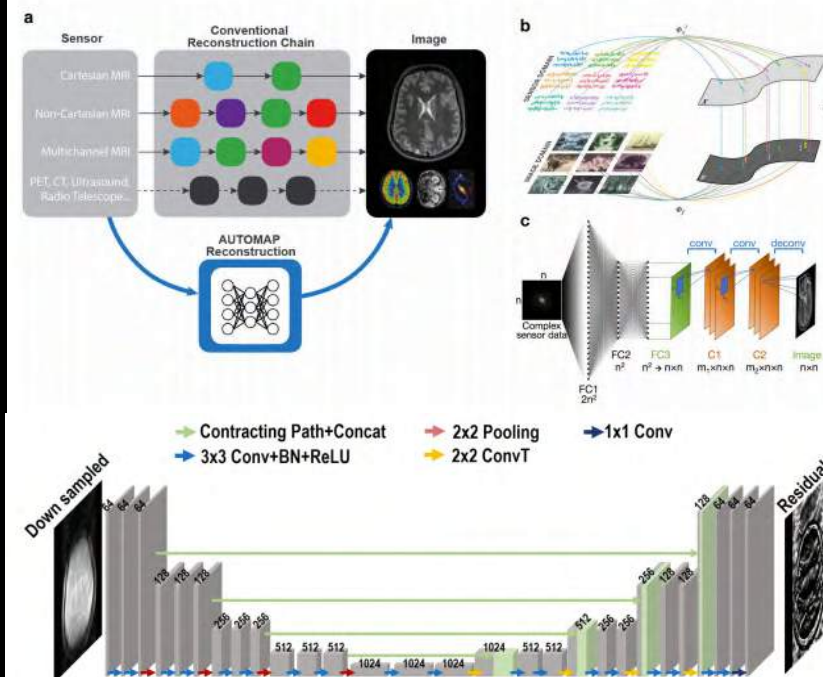 a
Sensor
Conventional
Reconstruction Chain
Image
Cartesian MRI
Non-Cartesian MRI
Multichannel MRI
PET, CT, Ultrasound,
Radio Telescope...
AUTOMAP
Reconstruction
b
SENSOR DOMAIN
IMAGE DOMAIN
c
n
n
Complex
sensor data
FC1
2n²
FC2
n²
FC3
n² → n×n
conv
conv
deconv
C1
m₁×n×n
C2
m₂×n×n
Image
n×n
Contracting Path+Concat
2x2 Pooling
1x1 Conv
3x3 Conv+BN+ReLU
2x2 ConvT
Down sampled
64 64 64
128 128 128
256 256 256
512 512 512
1024 1024 1024
1024 512 512
512 256 256
256 128 128
128 64 64 64
Residual